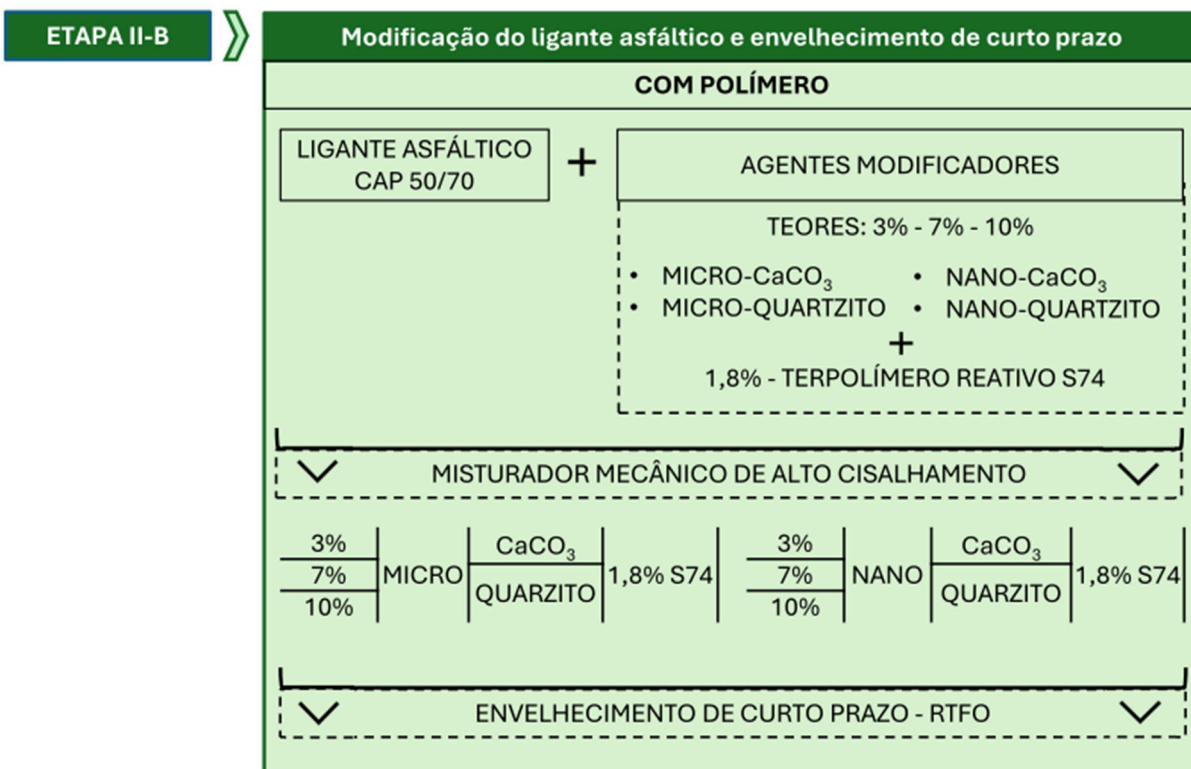 ETAPA II-B
Modificação do ligante asfáltico e envelhecimento de curto prazo
COM POLÍMERO
LIGANTE ASFÁLTICO
CAP 50/70
+
AGENTES MODIFICADORES
TEORES: 3% - 7% - 10%
• MICRO-CaCO₃
• NANO-CaCO₃
• MICRO-QUARTZITO
• NANO-QUARTZITO
+
1,8% - TERPOLÍMERO REATIVO S74
MISTURADOR MECÂNICO DE ALTO CISALHAMENTO
3%
7%
10%
MICRO
CaCO₃
QUARZITO
1,8% S74
3%
7%
10%
NANO
CaCO₃
QUARZITO
1,8% S74
ENVELHECIMENTO DE CURTO PRAZO - RTFO